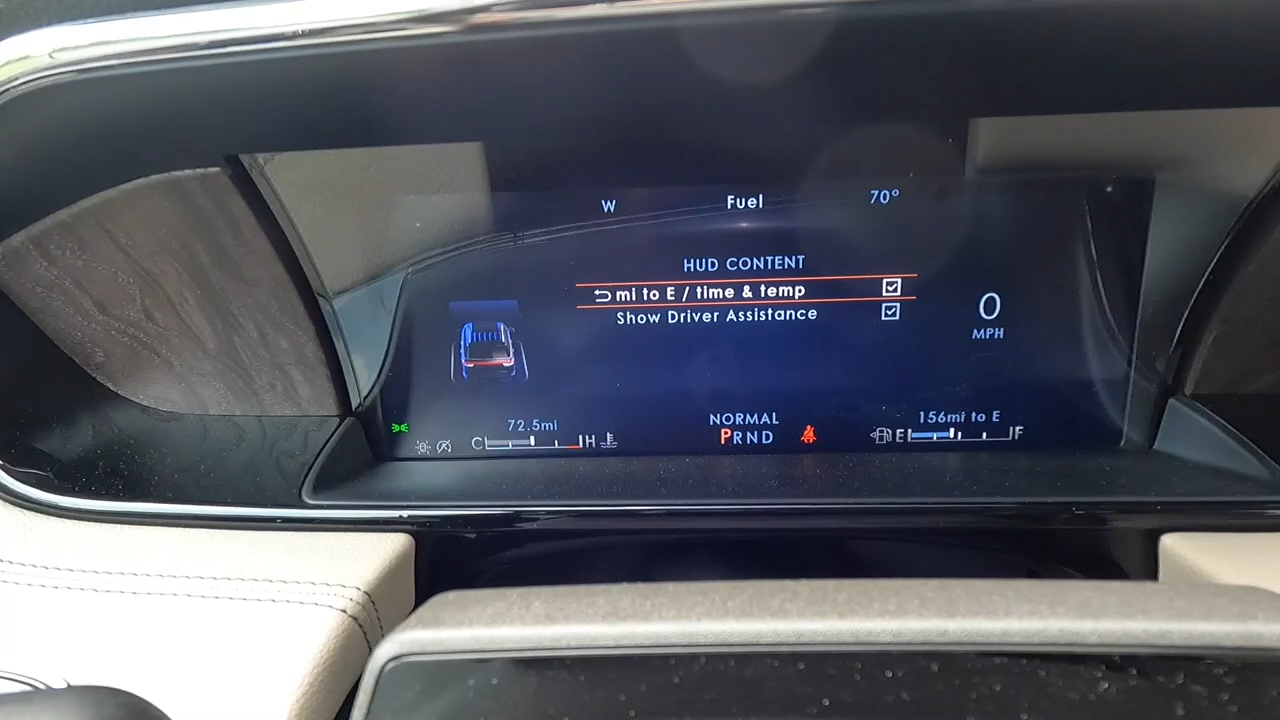 W Fuel 70°
HUD CONTENT
mi to E / time & temp
Show Driver Assistance
0
MPH
72.5mi
C H
NORMAL
PRND
156mi to E
E F